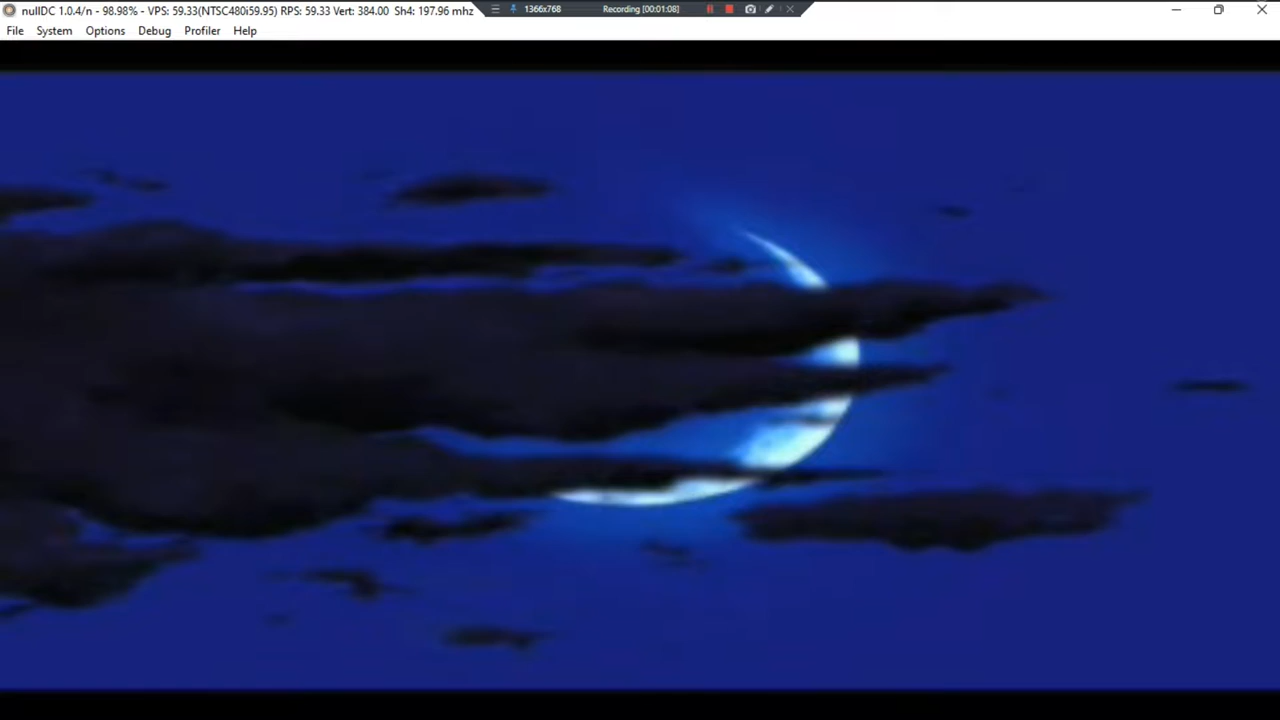 nullDC 1.0.4/n - 98.98% - VPS: 59.33(NTSC480i59.95) RPS: 59.33 Vert: 384.00 Sh4: 197.96 mhz
1366x768 Recording [00:01:08]
File System Options Debug Profiler Help